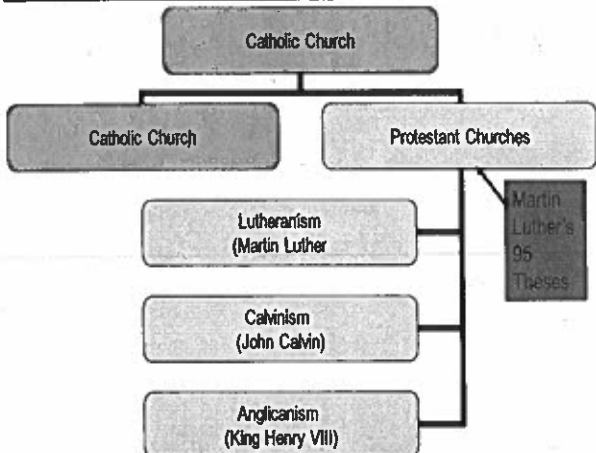 Catholic Church
Catholic Church
Protestant Churches
Martin
Luther's
95
Theses
Lutheranism
(Martin Luther
Calvinism
(John Calvin)
Anglicanism
(King Henry VIII)